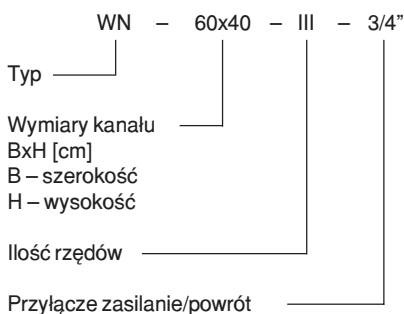 WN – 60x40 – III – 3/4”
Typ
Wymiary kanału
BxH [cm]
B – szerokość
H – wysokość
Ilość rzędów
Przyłącze zasilanie/powrót